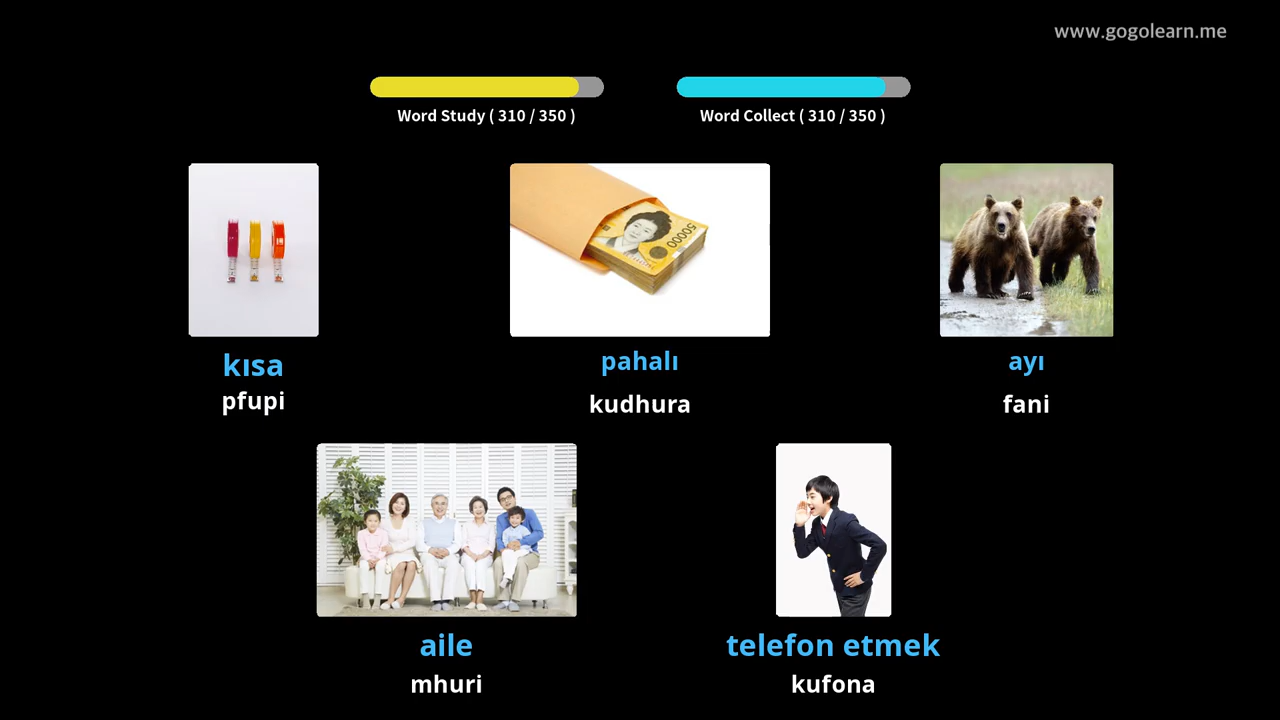 www.gogolearn.me
Word Study ( 310 / 350 )
Word Collect ( 310 / 350 )
kısa
pfupi
pahalı
kudhura
ayı
fani
aile
mhuri
telefon etmek
kufona
50000